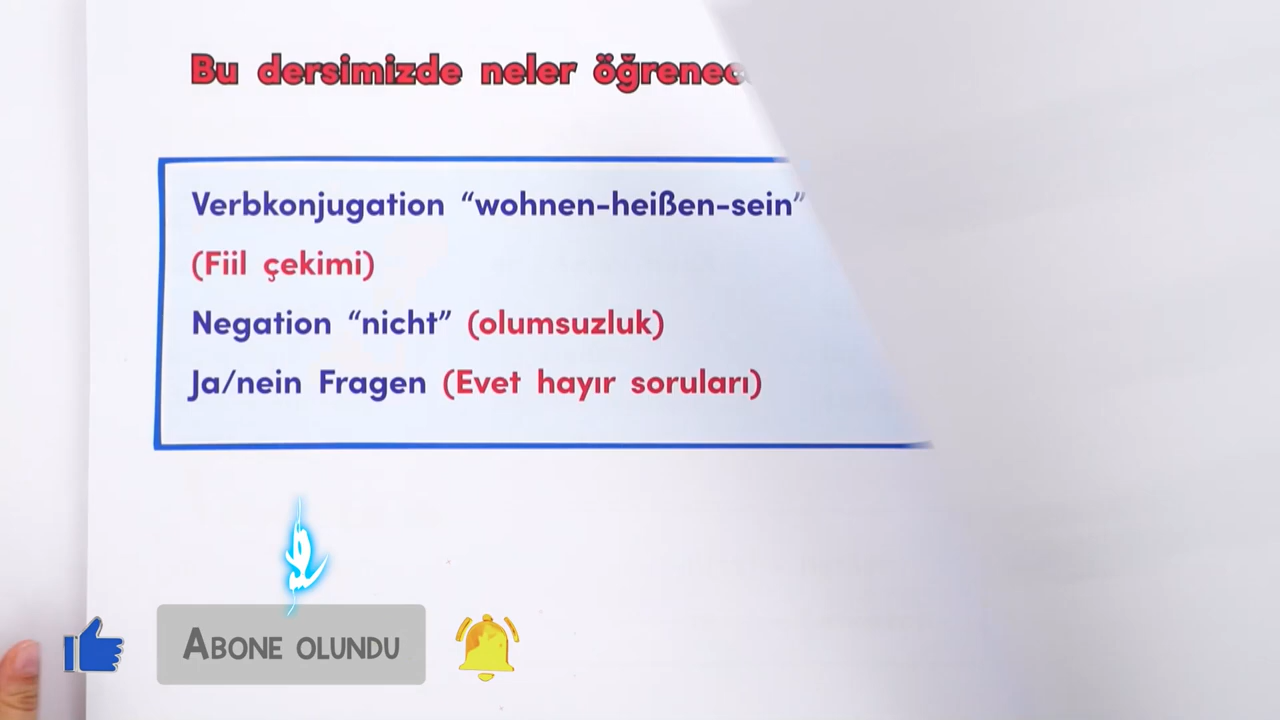 Bu dersimizde neler
Verbkonjugation “wohnen-heißen-sein”
(Fiil çekimi)
Negation “nicht” (olumsuzluk)
Ja/nein Fragen (Evet hayır soruları)
ABONE OLUNDU